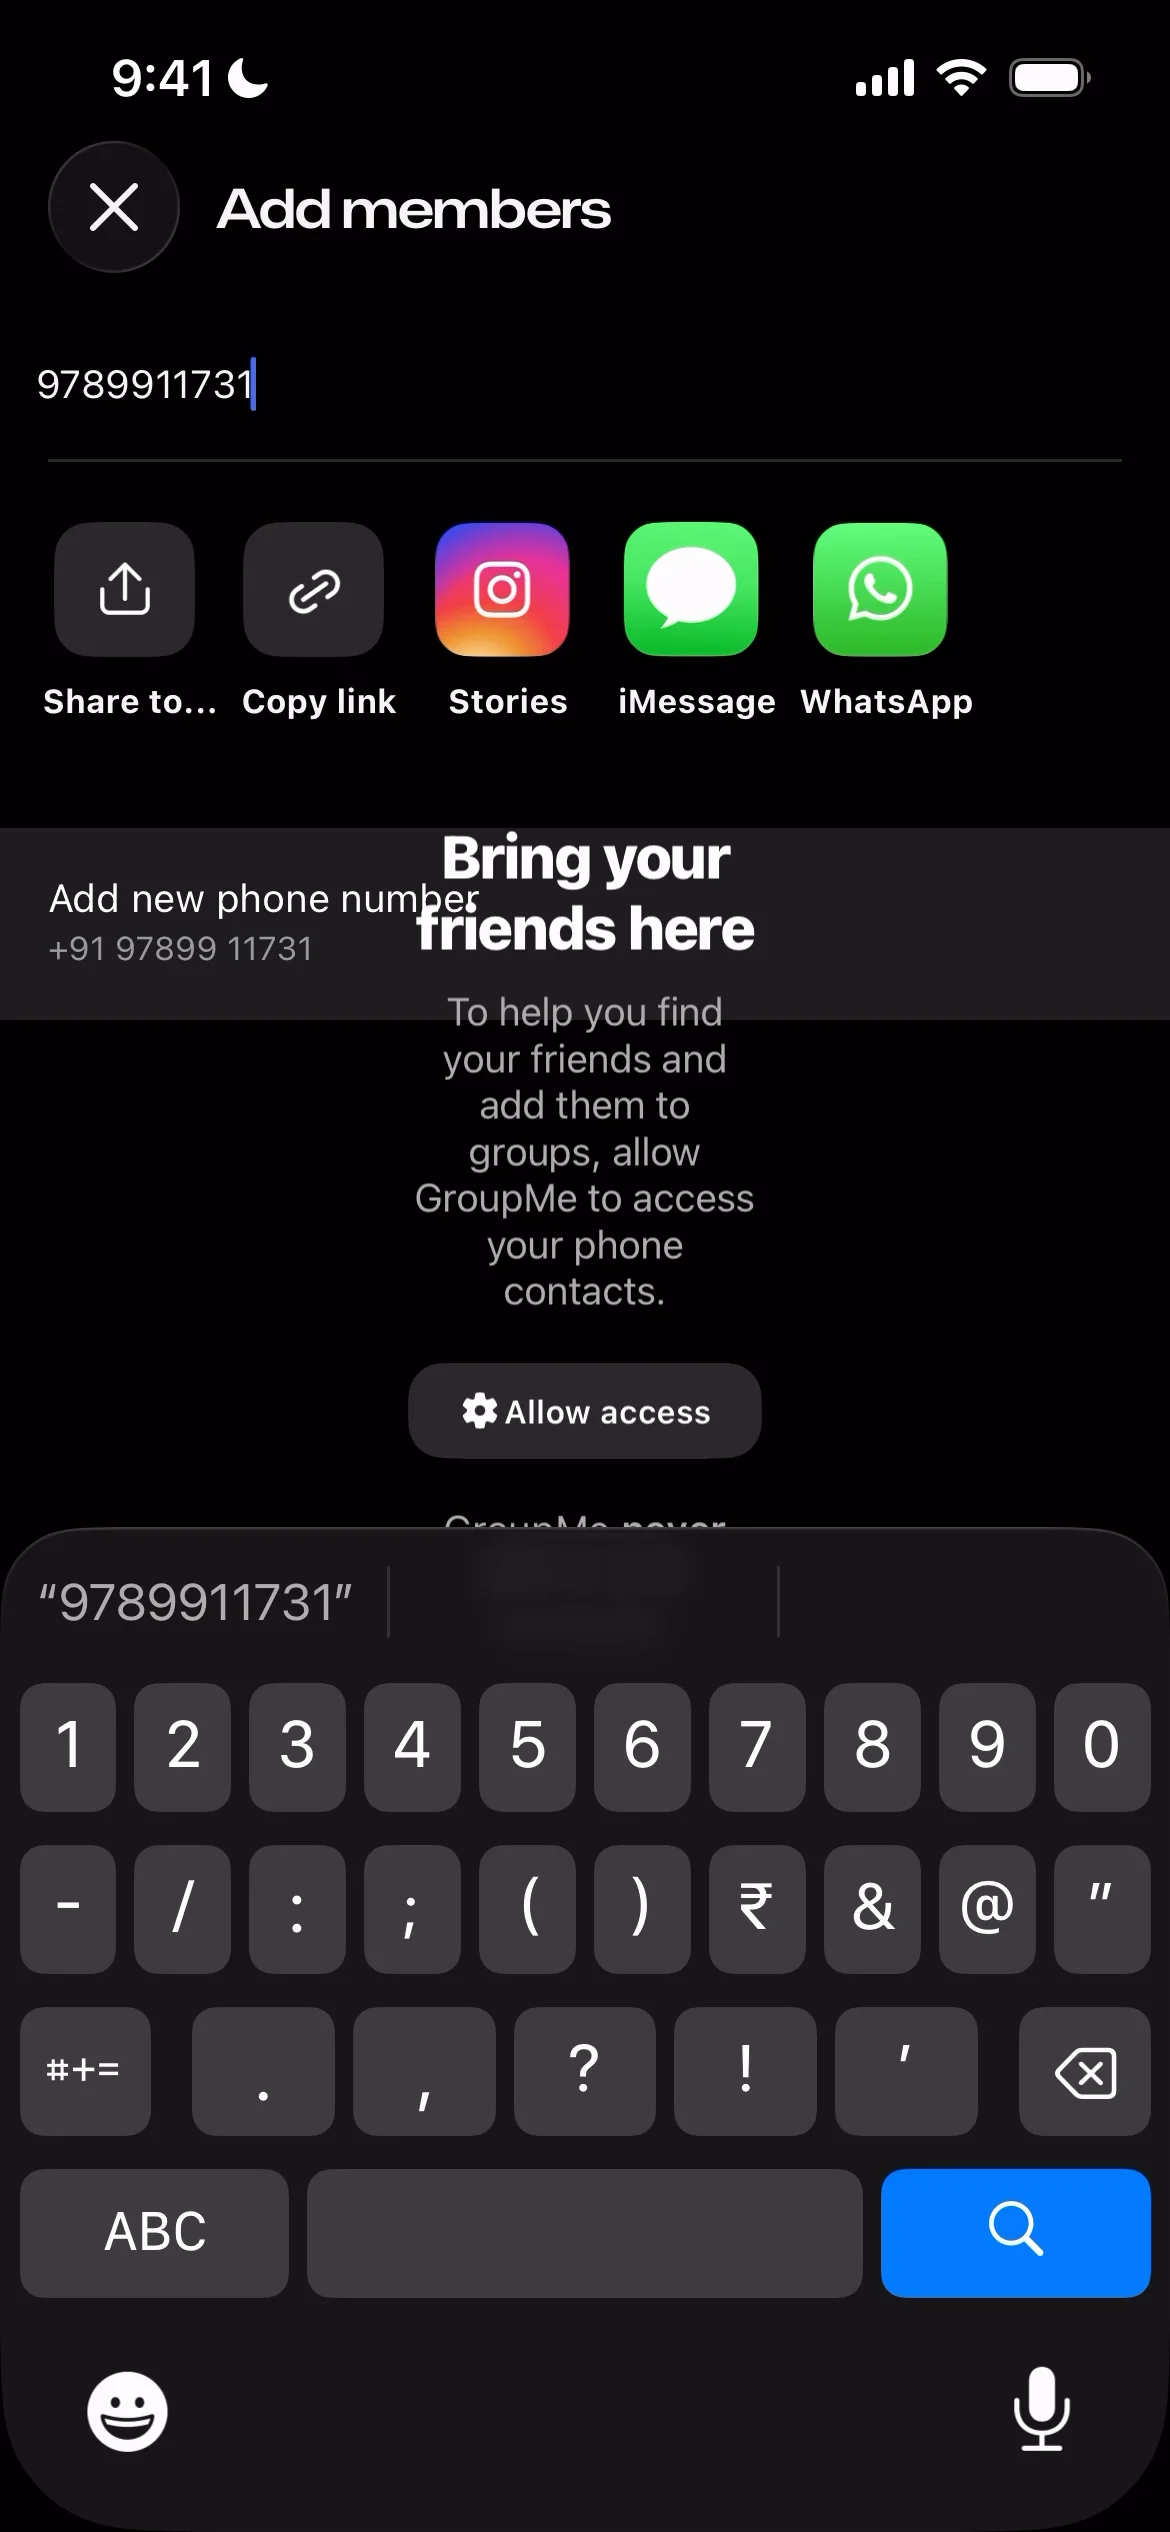 9:41
Add members
9789911731
Share to...
Copy link
Stories
iMessage
WhatsApp
Bring your
friends here
Add new phone number
+91 97899 11731
To help you find
your friends and
add them to
groups, allow
GroupMe to access
your phone
contacts.
Allow access
GroupMe never
“9789911731”
1 2 3 4 5 6 7 8 9 0
- / : ; ( ) ₹ & @ "
#+= . , ? ! '
ABC